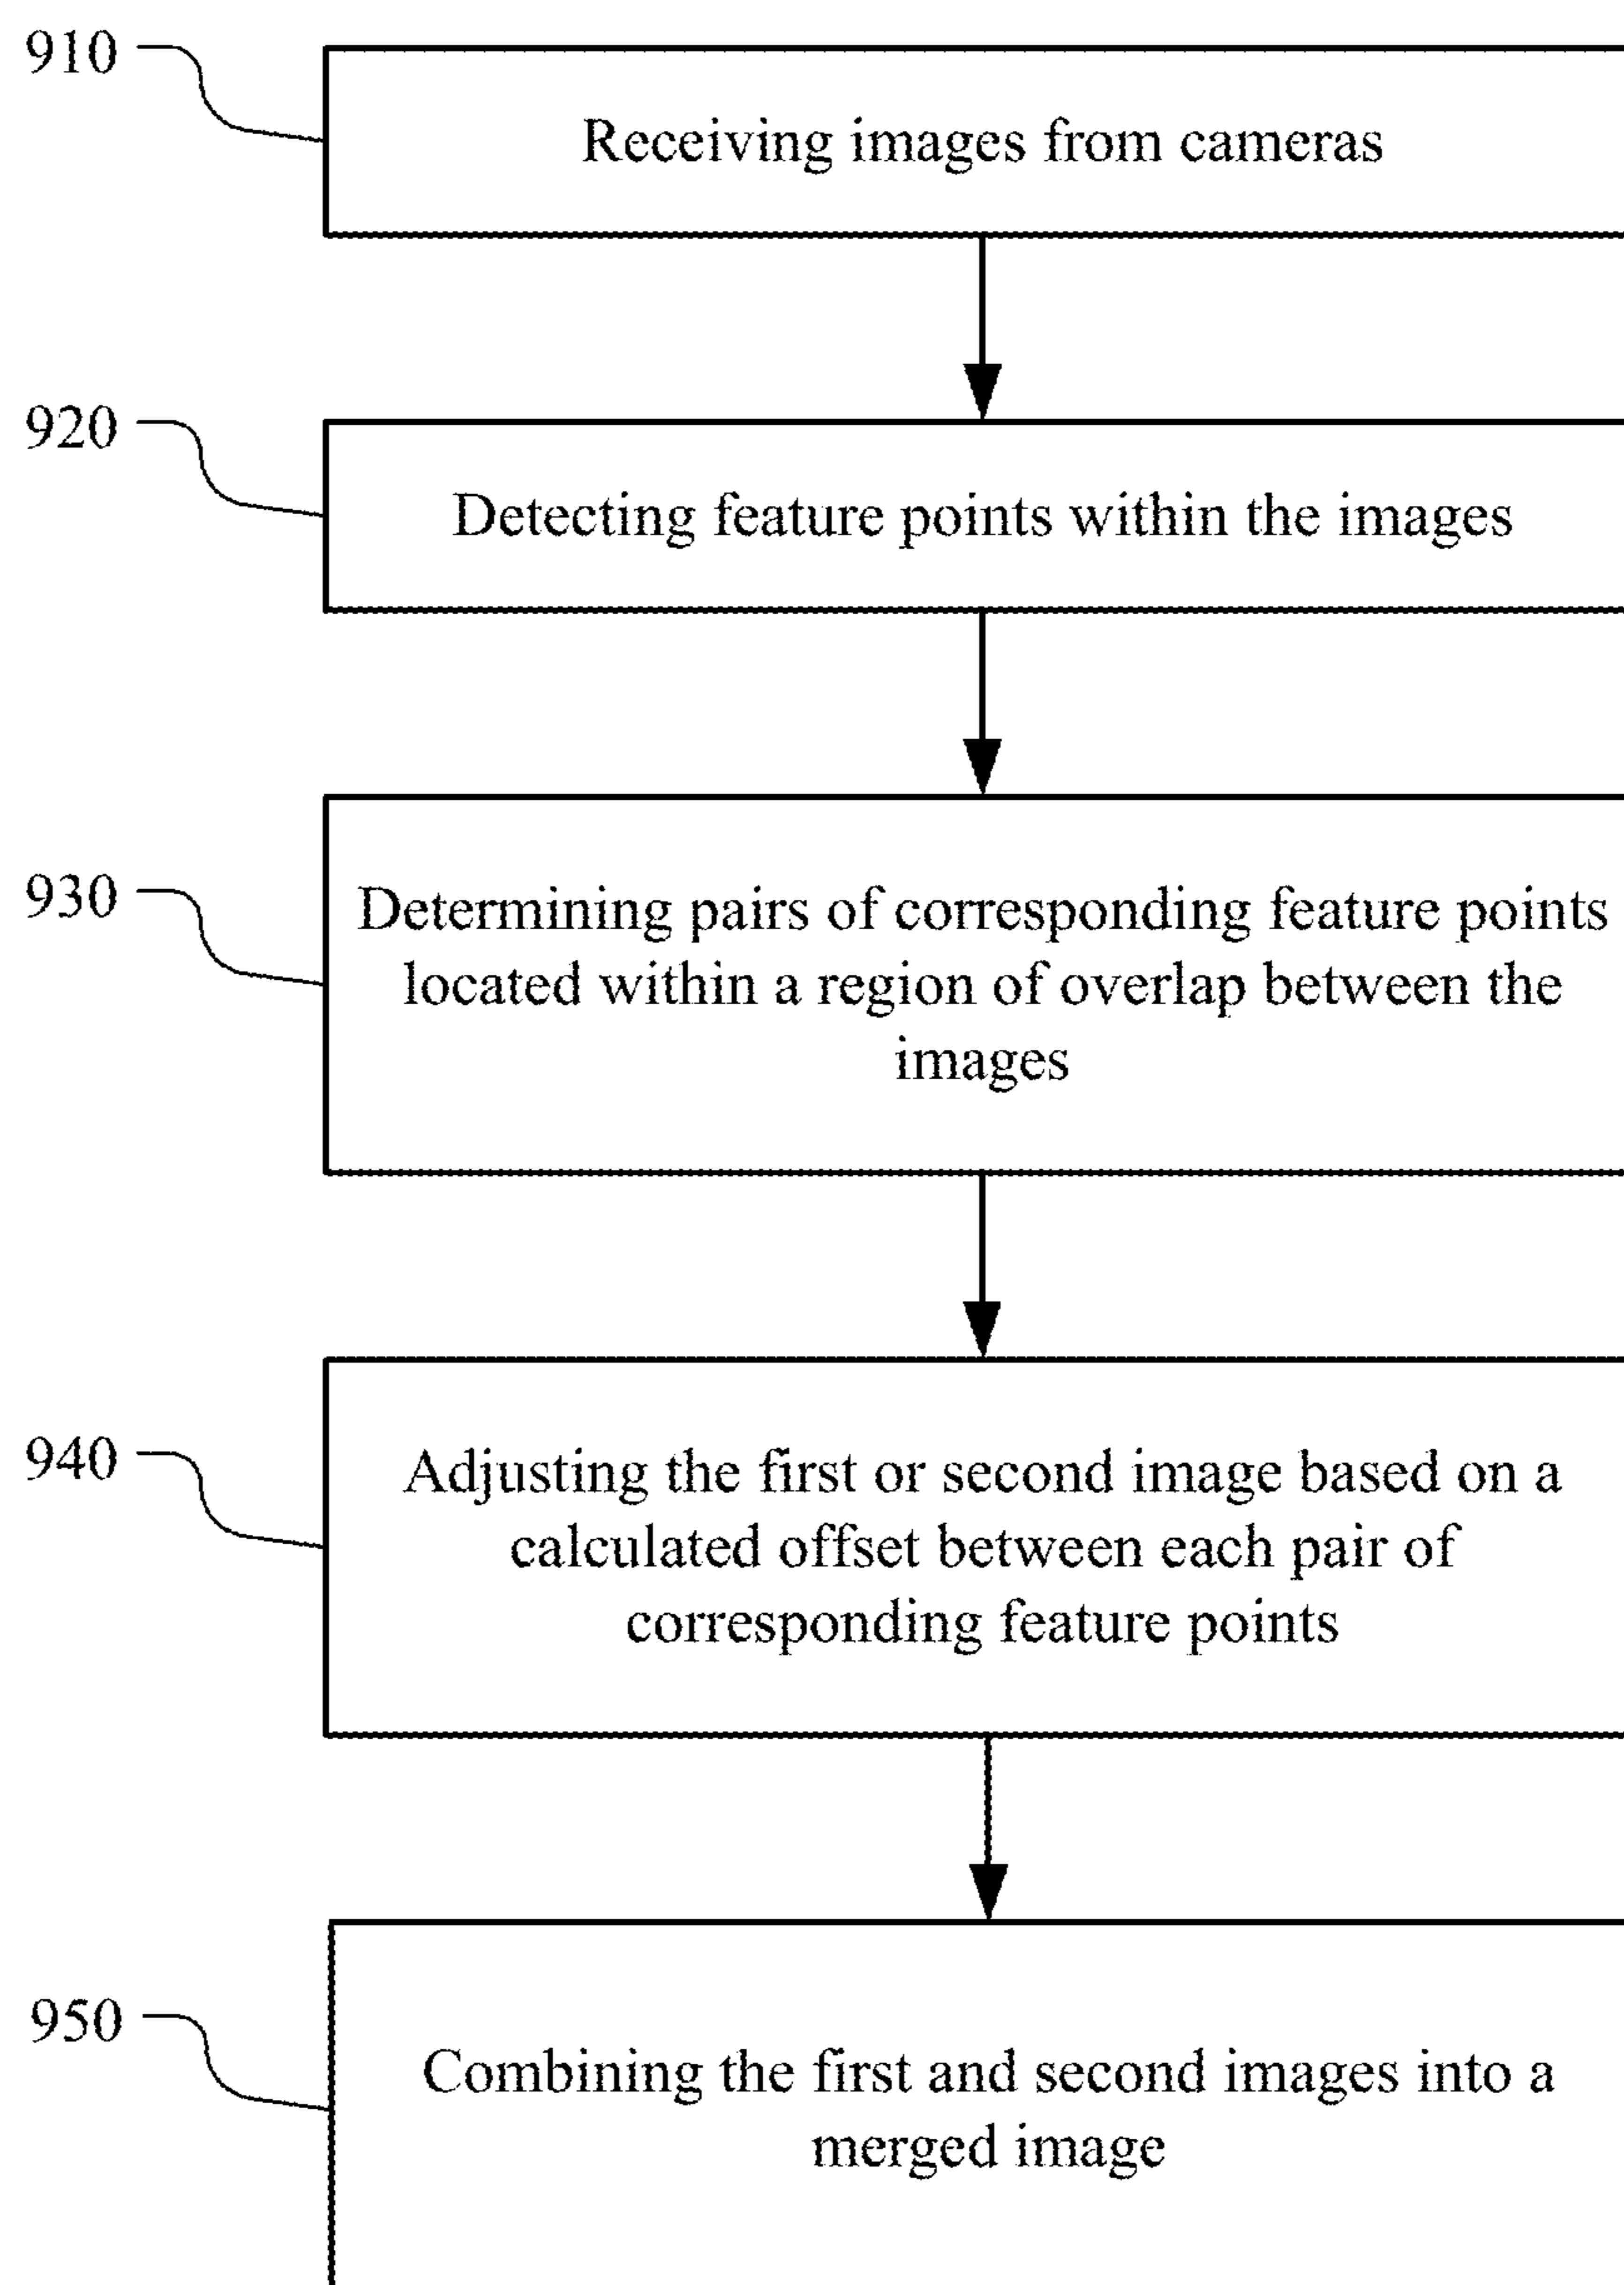 910
Receiving images from cameras
920
Detecting feature points within the images
930
Determining pairs of corresponding feature points
located within a region of overlap between the
images
940
Adjusting the first or second image based on a
calculated offset between each pair of
corresponding feature points
950
Combining the first and second images into a
merged image